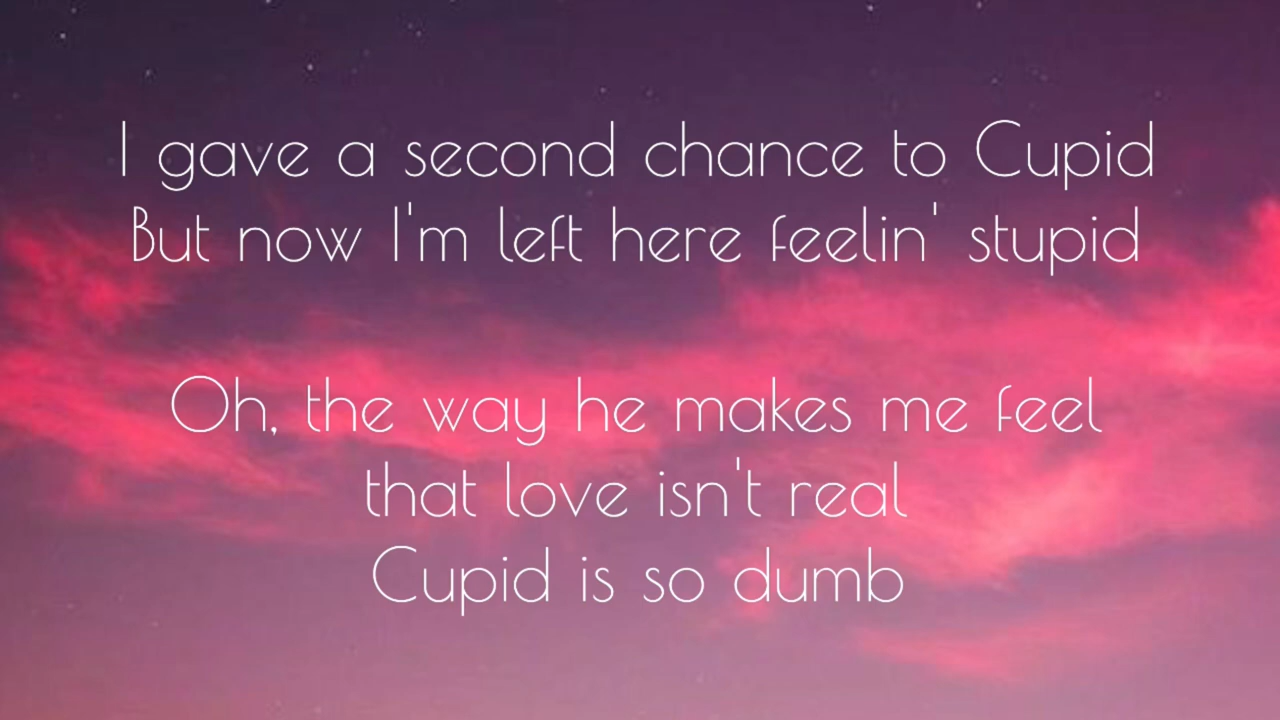 I gave a second chance to Cupid
But now I'm left here feelin' stupid
Oh, the way he makes me feel
that love isn't real
Cupid is so dumb